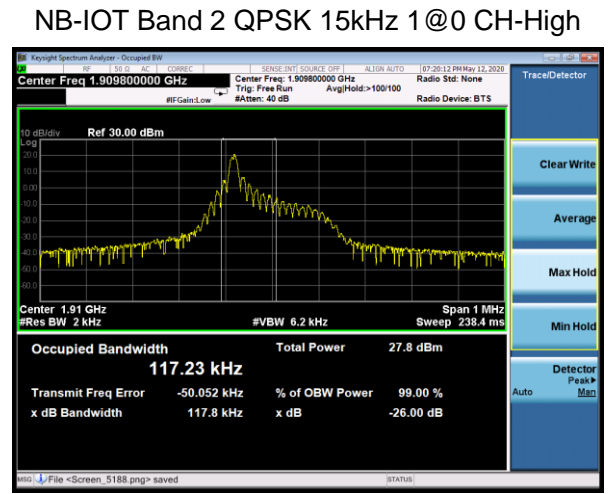 NB-IOT Band 2 QPSK 15kHz 1@0 CH-High
Keysight Spectrum Analyzer - Occupied BW
RF 50 Ω AC CORREC SENSE:INT SOURCE OFF ALIGN AUTO 07:20:12 PM May 12, 2020
Center Freq 1.909800000 GHz Center Freq: 1.909800000 GHz Radio Std: None
Trig: Free Run Avg|Hold:>100/100
#IFGain:Low #Atten: 40 dB Radio Device: BTS
Trace/Detector
10 dB/div Ref 30.00 dBm
Log
20.0
10.0
0.00
-10.0
-20.0
-30.0
-40.0
-50.0
-60.0
Center 1.91 GHz Span 1 MHz
#Res BW 2 kHz #VBW 6.2 kHz Sweep 238.4 ms
Occupied Bandwidth Total Power 27.8 dBm
117.23 kHz
Transmit Freq Error -50.052 kHz % of OBW Power 99.00 %
x dB Bandwidth 117.8 kHz x dB -26.00 dB
Clear Write
Average
Max Hold
Min Hold
Detector
Peak▶
Auto Man
MSG File <Screen_5188.png> saved STATUS